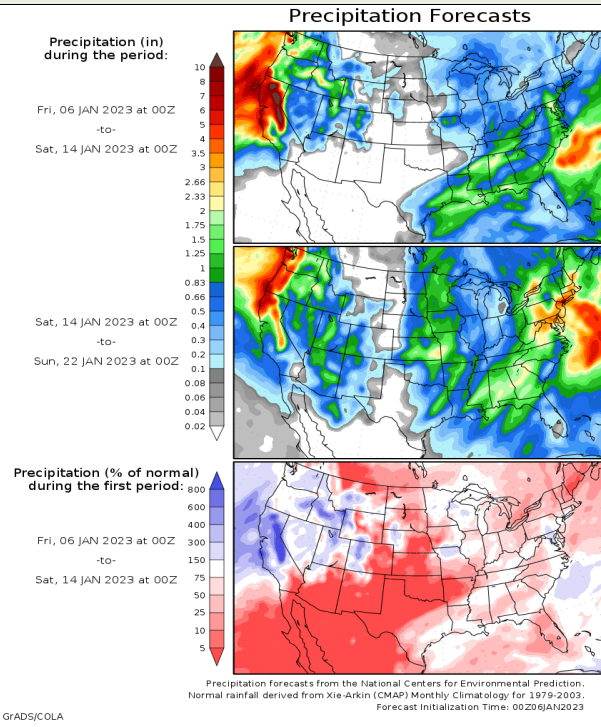 Precipitation Forecasts
Precipitation (in)
during the period:
Fri, 06 JAN 2023 at 00Z
-to-
Sat, 14 JAN 2023 at 00Z
10
8
7
6
5
4
3.5
3
2.66
2.33
2
1.75
1.5
1.25
1
0.83
0.66
0.5
0.4
0.3
0.2
0.1
0.08
0.06
0.04
0.02
Sat, 14 JAN 2023 at 00Z
-to-
Sun, 22 JAN 2023 at 00Z
Precipitation (% of normal)
during the first period:
Fri, 06 JAN 2023 at 00Z
-to-
Sat, 14 JAN 2023 at 00Z
800
600
400
300
150
75
50
25
10
5
Precipitation forecasts from the National Centers for Environmental Prediction.
Normal rainfall derived from Xie-Arkin (CMAP) Monthly Climatology for 1979-2003.
Forecast Initialization Time: 00Z06JAN2023
GrADS/COLA